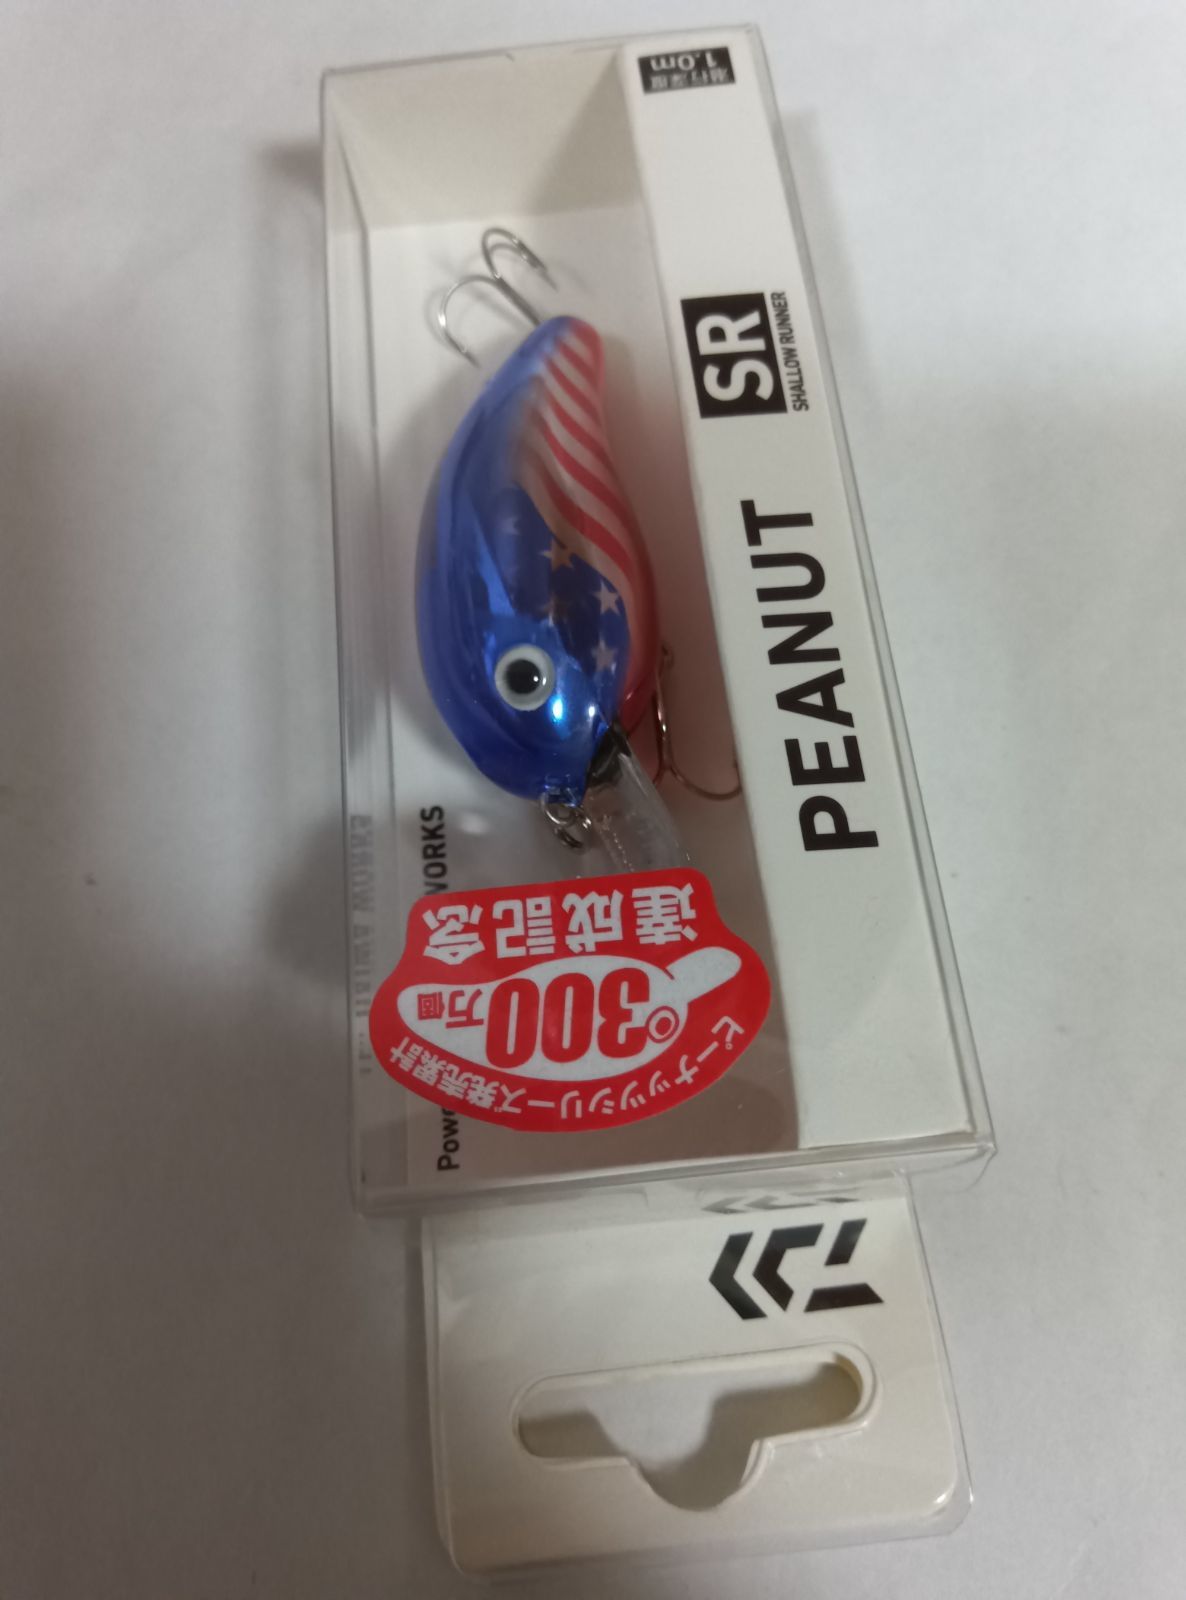 潜行深度
1.0m
SR
SHALLOW RUNNER
PEANUT
WORKS
ピーナッツシリーズ発売累計
300万個
達成記念